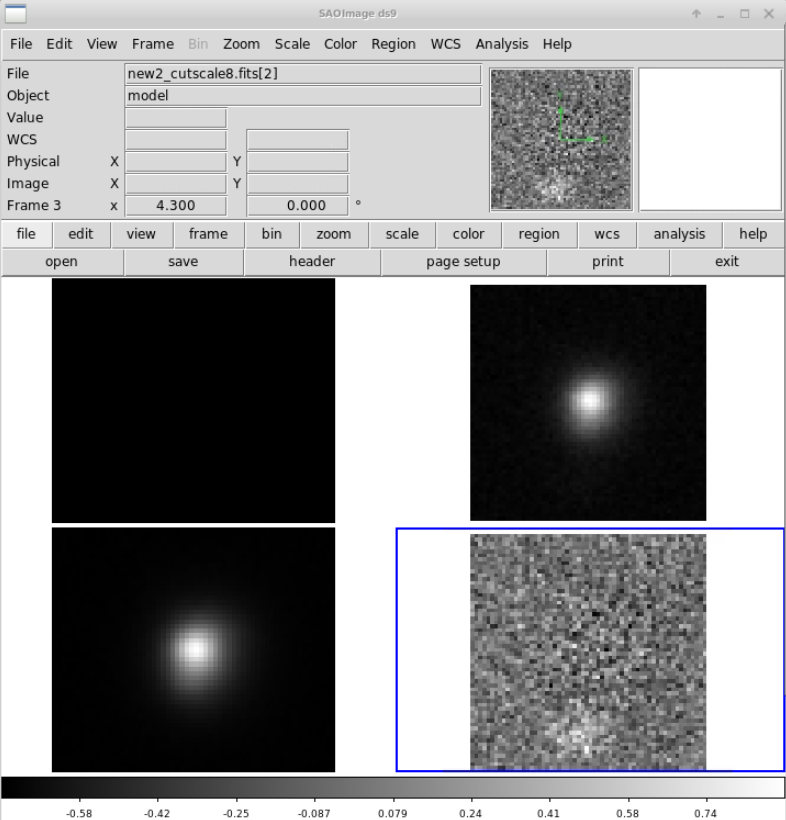 SAOImage ds9
File Edit View Frame Bin Zoom Scale Color Region WCS Analysis Help
File new2_cutscale8.fits[2]
Object model
Value
WCS
Physical X Y
Image X Y
Frame 3 x 4.300 0.000 °
file edit view frame bin zoom scale color region wcs analysis help
open save header page setup print exit
-0.58 -0.42 -0.25 -0.087 0.079 0.24 0.41 0.58 0.74